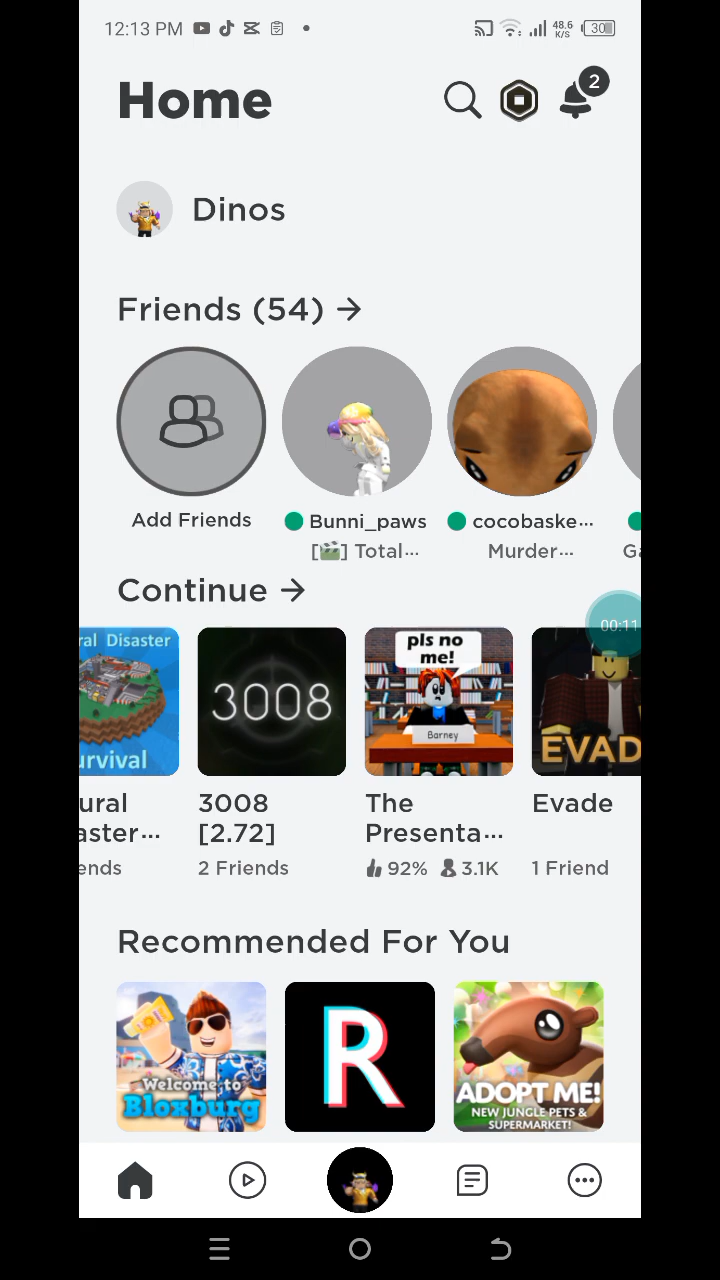 12:13 PM
48.6
K/S
30
Home
2
Dinos
Friends (54) →
Add Friends
Bunni_paws
cocobaske...
[🎬] Total...
Murder...
Ga
Continue →
00:11
ral Disaster
urvival
3008
pls no
me!
Barney
EVAD
ural
aster...
ends
3008
[2.72]
2 Friends
The
Presenta...
92% 3.1K
Evade
1 Friend
Recommended For You
Welcome to
Bloxburg
R
ADOPT ME!
NEW JUNGLE PETS &
SUPERMARKET!